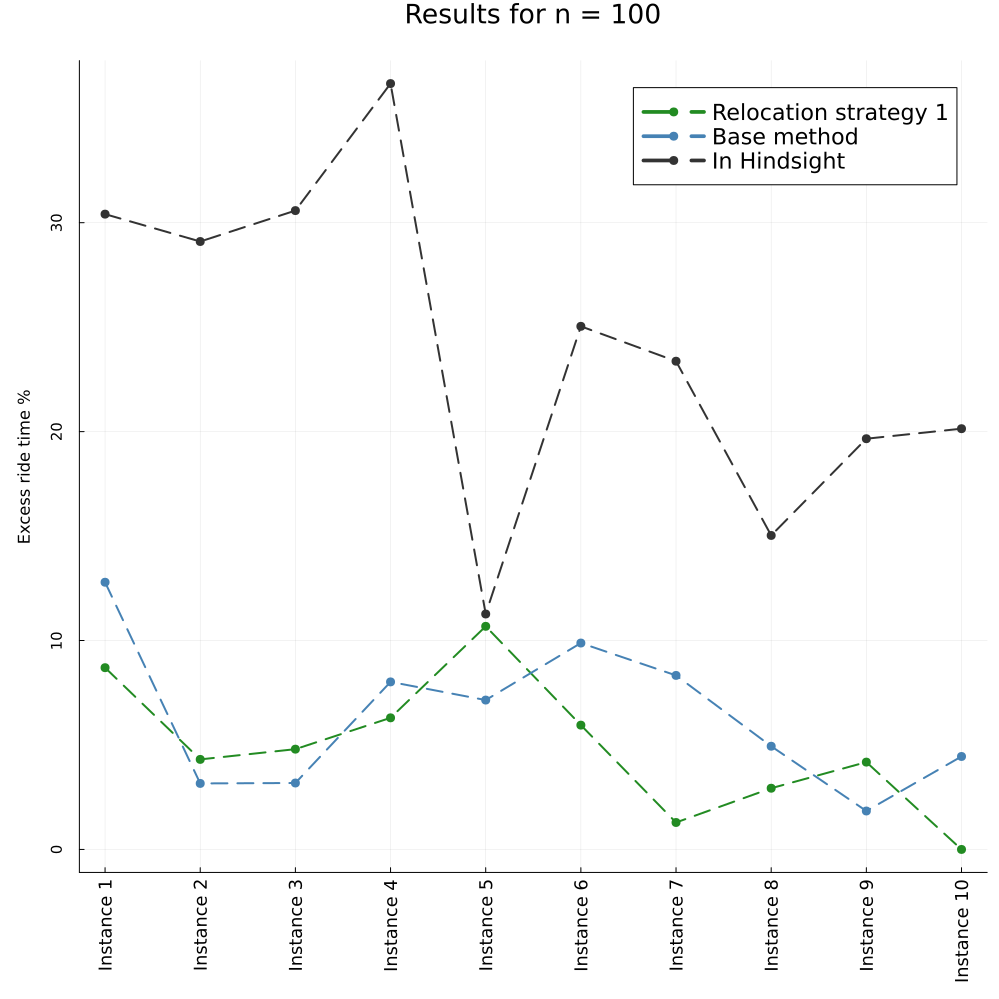 Results for n = 100
Relocation strategy 1
Base method
In Hindsight
Excess ride time %
30
20
10
0
Instance 1
Instance 2
Instance 3
Instance 4
Instance 5
Instance 6
Instance 7
Instance 8
Instance 9
Instance 10